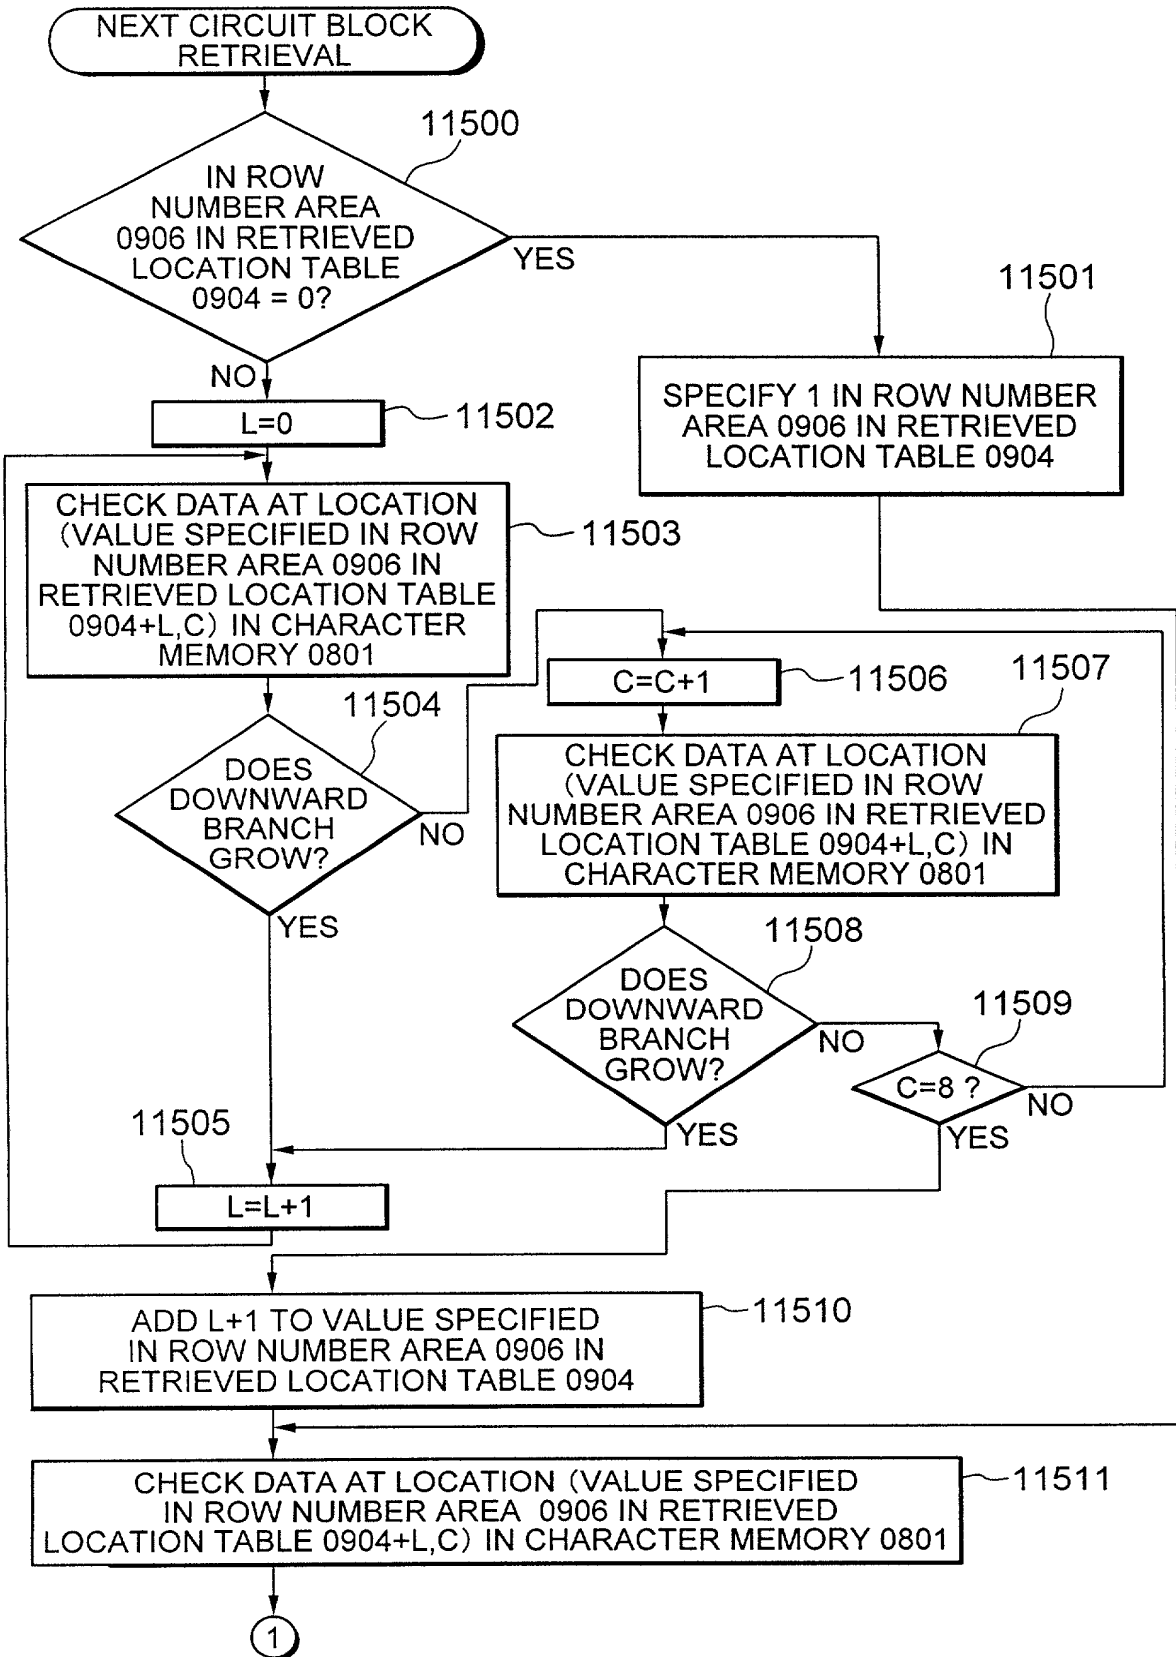 NEXT CIRCUIT BLOCK
RETRIEVAL
11500
IN ROW
NUMBER AREA
0906 IN RETRIEVED
LOCATION TABLE
0904 = 0?
YES
NO
11501
SPECIFY 1 IN ROW NUMBER
AREA 0906 IN RETRIEVED
LOCATION TABLE 0904
L=0
11502
CHECK DATA AT LOCATION
(VALUE SPECIFIED IN ROW
NUMBER AREA 0906 IN
RETRIEVED LOCATION TABLE
0904+L,C) IN CHARACTER
MEMORY 0801
11503
11504
DOES
DOWNWARD
BRANCH
GROW?
NO
YES
C=C+1
11506
11507
CHECK DATA AT LOCATION
(VALUE SPECIFIED IN ROW
NUMBER AREA 0906 IN RETRIEVED
LOCATION TABLE 0904+L,C) IN
CHARACTER MEMORY 0801
11508
DOES
DOWNWARD
BRANCH
GROW?
NO
YES
11509
C=8 ?
NO
YES
11505
L=L+1
ADD L+1 TO VALUE SPECIFIED
IN ROW NUMBER AREA 0906 IN
RETRIEVED LOCATION TABLE 0904
11510
CHECK DATA AT LOCATION (VALUE SPECIFIED
IN ROW NUMBER AREA 0906 IN RETRIEVED
LOCATION TABLE 0904+L,C) IN CHARACTER MEMORY 0801
11511
1